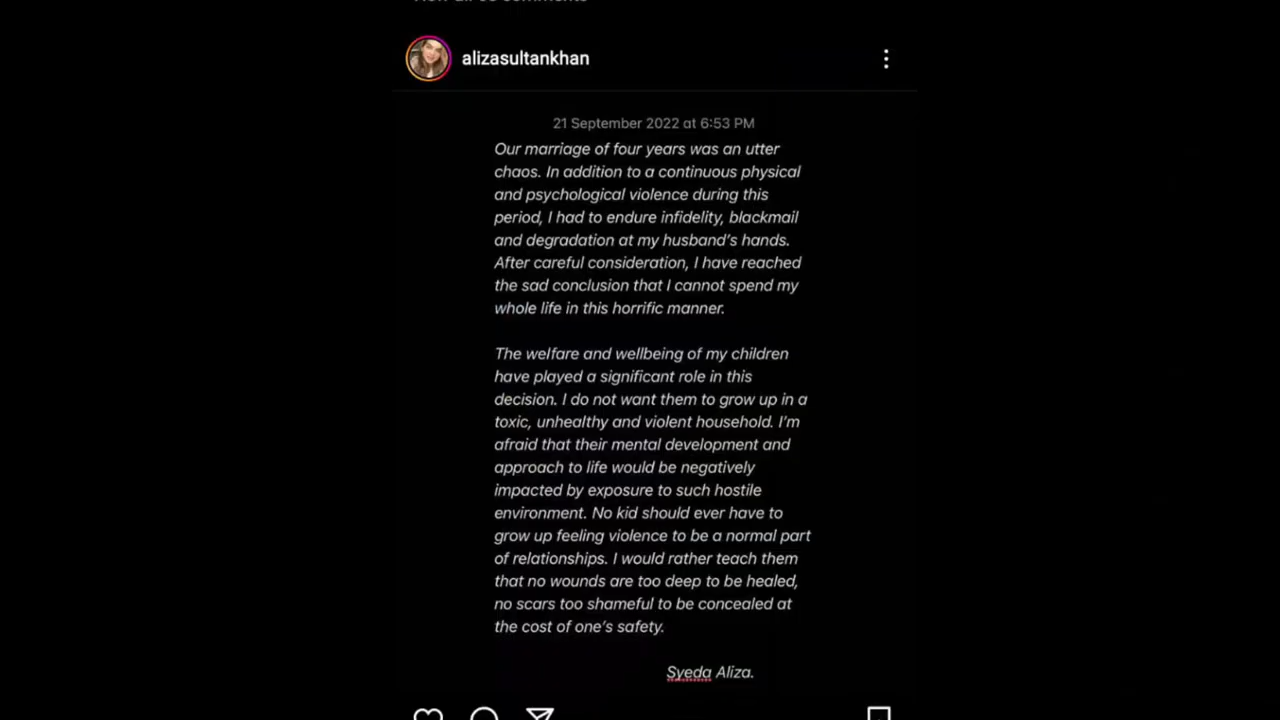 alizasultankhan
21 September 2022 at 6:53 PM
Our marriage of four years was an utter
chaos. In addition to a continuous physical
and psychological violence during this
period, I had to endure infidelity, blackmail
and degradation at my husband's hands.
After careful consideration, I have reached
the sad conclusion that I cannot spend my
whole life in this horrific manner.
The welfare and wellbeing of my children
have played a significant role in this
decision. I do not want them to grow up in a
toxic, unhealthy and violent household. I'm
afraid that their mental development and
approach to life would be negatively
impacted by exposure to such hostile
environment. No kid should ever have to
grow up feeling violence to be a normal part
of relationships. I would rather teach them
that no wounds are too deep to be healed,
no scars too shameful to be concealed at
the cost of one's safety.
Syeda Aliza.